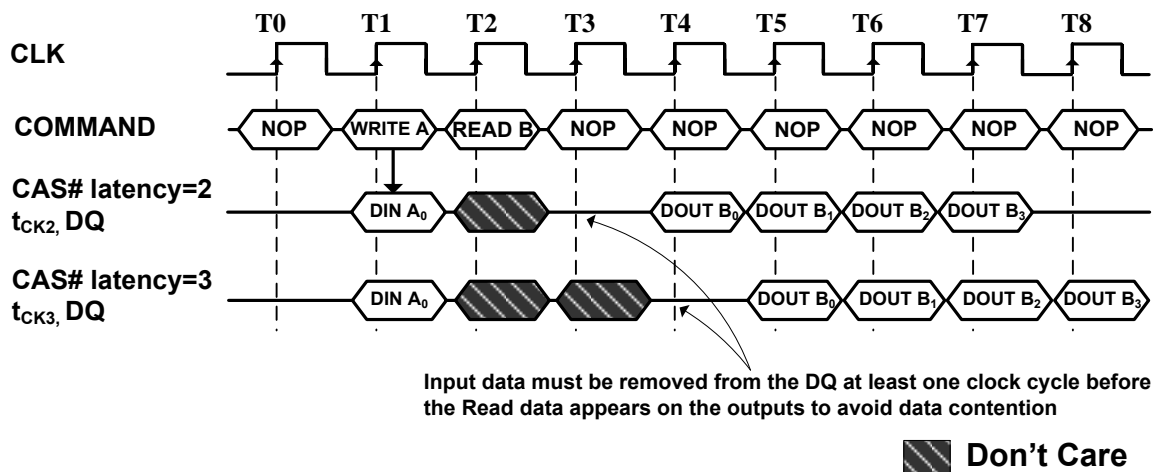 T0 T1 T2 T3 T4 T5 T6 T7 T8
CLK
COMMAND NOP WRITE A READ B NOP NOP NOP NOP NOP NOP
CAS# latency=2
tCK2, DQ DIN A0 DOUT B0 DOUT B1 DOUT B2 DOUT B3
CAS# latency=3
tCK3, DQ DIN A0 DOUT B0 DOUT B1 DOUT B2 DOUT B3
Input data must be removed from the DQ at least one clock cycle before
the Read data appears on the outputs to avoid data contention
Don't Care